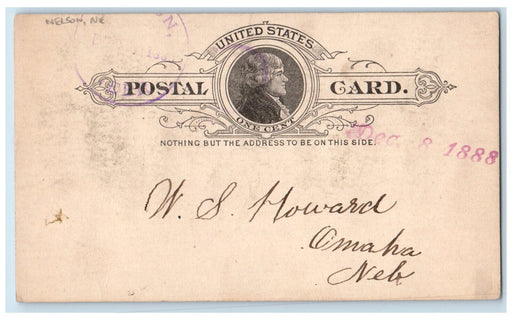 NELSON, NE
UNITED STATES
POSTAL CARD.
ONE CENT
NOTHING BUT THE ADDRESS TO BE ON THIS SIDE.
Dec. 8 1888
W. S. Howard
Omaha
Neb